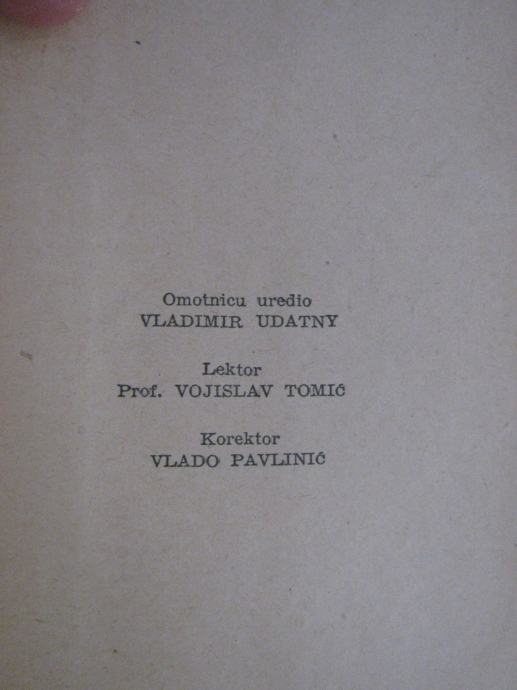 Omotnicu uredio
VLADIMIR UDATNY
Lektor
Prof. VOJISLAV TOMIĆ
Korektor
VLADO PAVLINIĆ